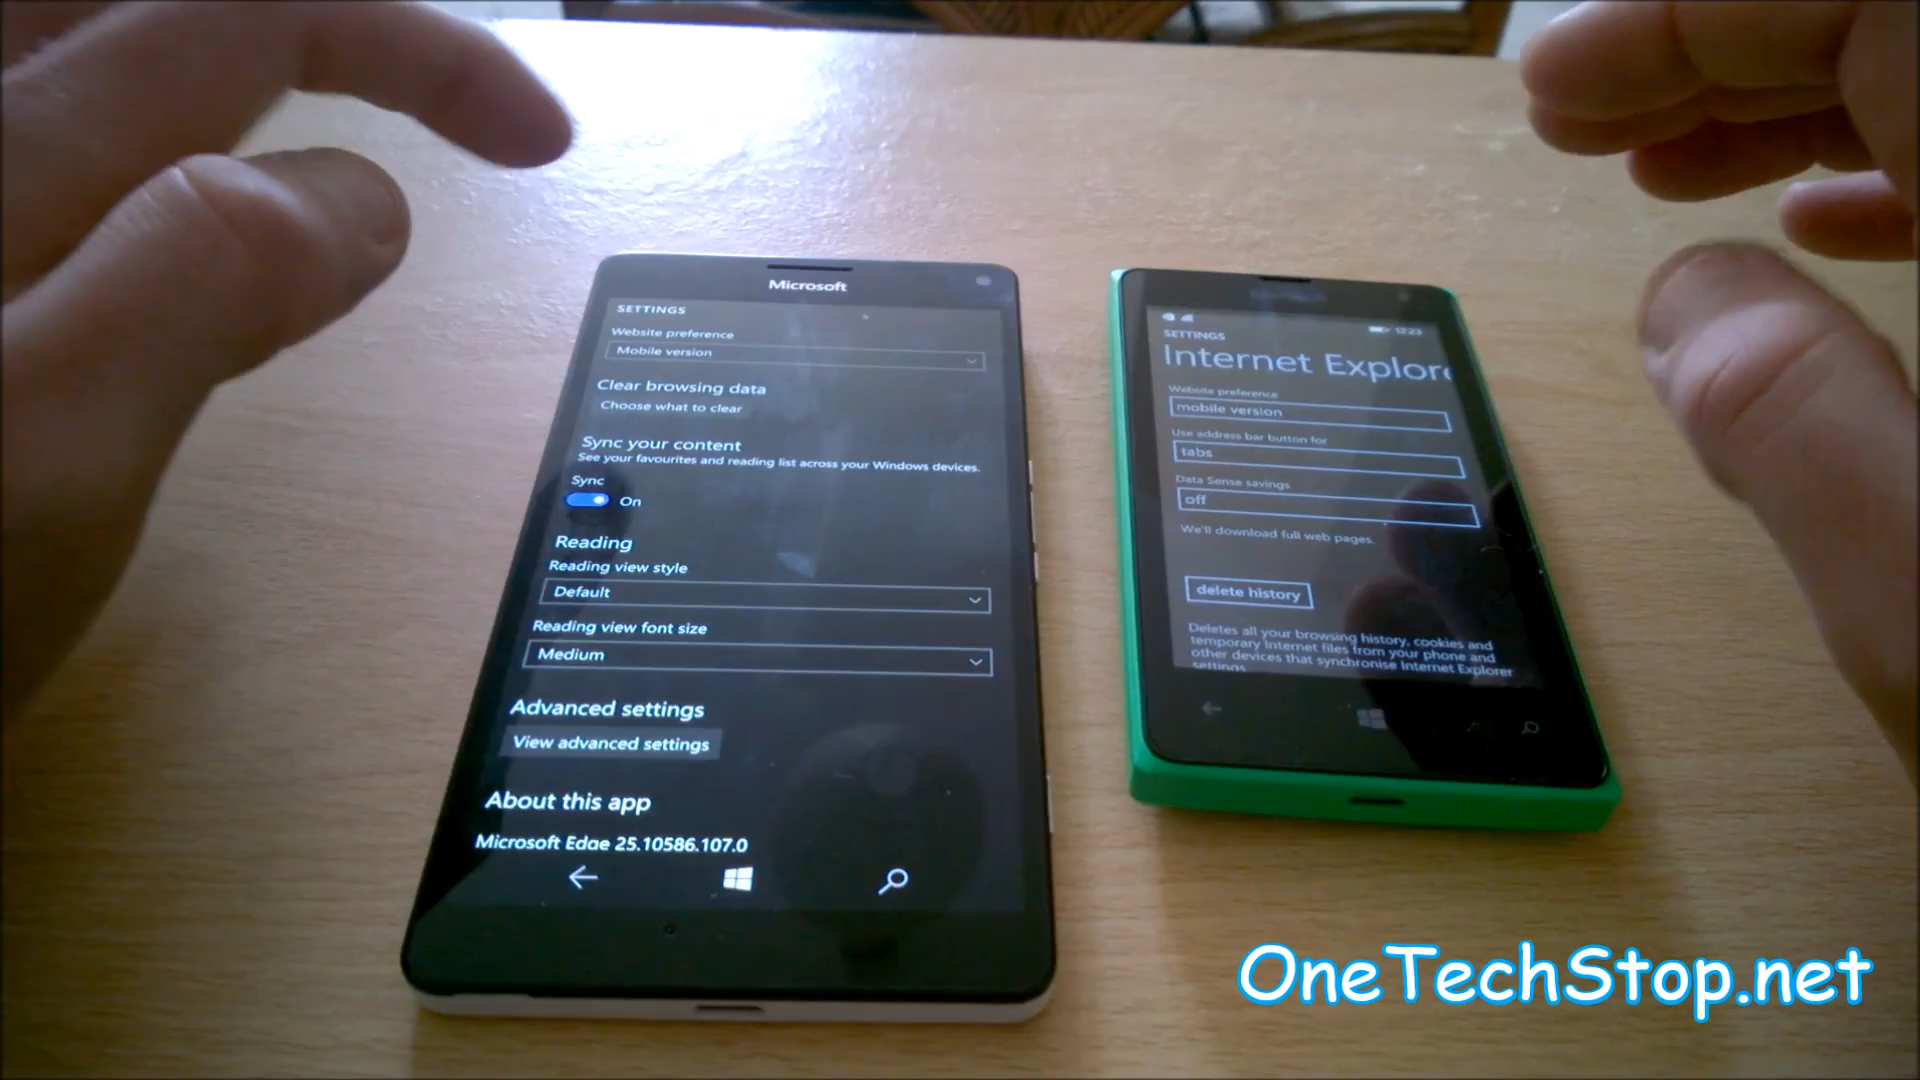 Microsoft
SETTINGS
Website preference
Mobile version
Clear browsing data
Choose what to clear
Sync your content
See your favourites and reading list across your Windows devices.
Sync
On
Reading
Reading view style
Default
Reading view font size
Medium
Advanced settings
View advanced settings
About this app
Microsoft Edge 25.10586.107.0
12:23
SETTINGS
Internet Explor
Website preference
mobile version
Use address bar button for
tabs
Data Sense savings
off
We'll download full web pages.
delete history
Deletes all your browsing history, cookies and
temporary Internet files from your phone and
other devices that synchronise Internet Explorer
settings.
OneTechStop.net